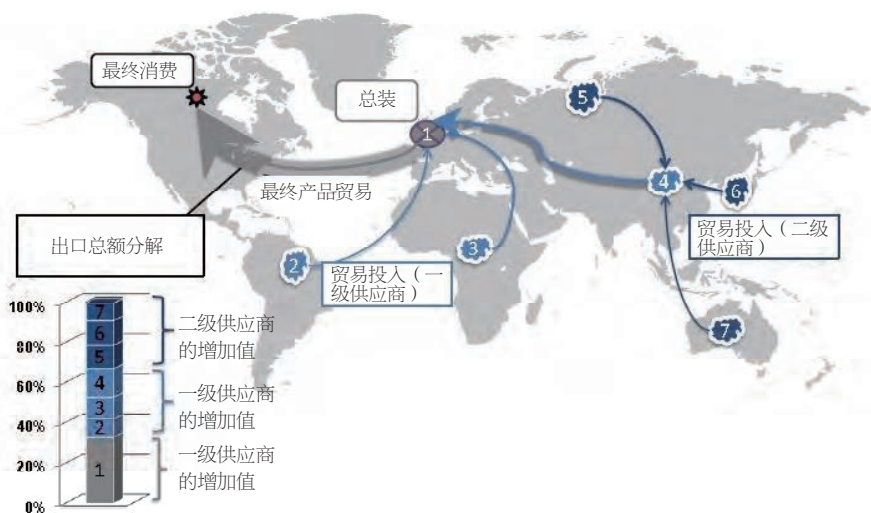 最终消费
总装
1
5
4
6
最终产品贸易
出口总额分解
2
3
贸易投入（一
级供应商）
贸易投入（二级
供应商）
7
100%
80%
60%
40%
20%
0%
7
6
5
4
3
2
1
二级供应商
的增加值
一级供应商
的增加值
一级供应商
的增加值